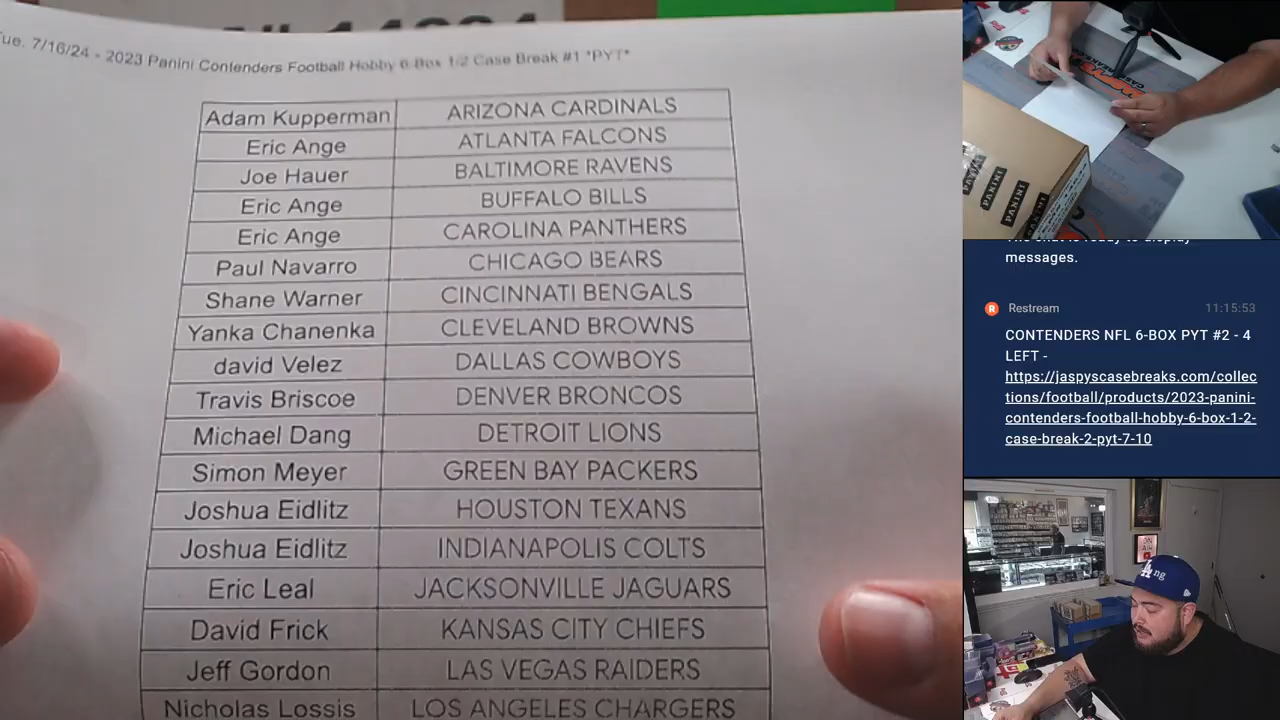 Tue. 7/16/24 - 2023 Panini Contenders Football Hobby 6-Box 1/2 Case Break #1 *PYT*
Adam Kupperman ARIZONA CARDINALS
Eric Ange ATLANTA FALCONS
Joe Hauer BALTIMORE RAVENS
Eric Ange BUFFALO BILLS
Eric Ange CAROLINA PANTHERS
Paul Navarro CHICAGO BEARS
Shane Warner CINCINNATI BENGALS
Yanka Chanenka CLEVELAND BROWNS
david Velez DALLAS COWBOYS
Travis Briscoe DENVER BRONCOS
Michael Dang DETROIT LIONS
Simon Meyer GREEN BAY PACKERS
Joshua Eidlitz HOUSTON TEXANS
Joshua Eidlitz INDIANAPOLIS COLTS
Eric Leal JACKSONVILLE JAGUARS
David Frick KANSAS CITY CHIEFS
Jeff Gordon LAS VEGAS RAIDERS
Nicholas Lossis LOS ANGELES CHARGERS
PANINI
PANINI
PANINI
messages.
R Restream 11:15:53
CONTENDERS NFL 6-BOX PYT #2 - 4
LEFT -
https://jaspyscasebreaks.com/collec
tions/football/products/2023-panini-
contenders-football-hobby-6-box-1-2-
case-break-2-pyt-7-10
ON
AIR
LA